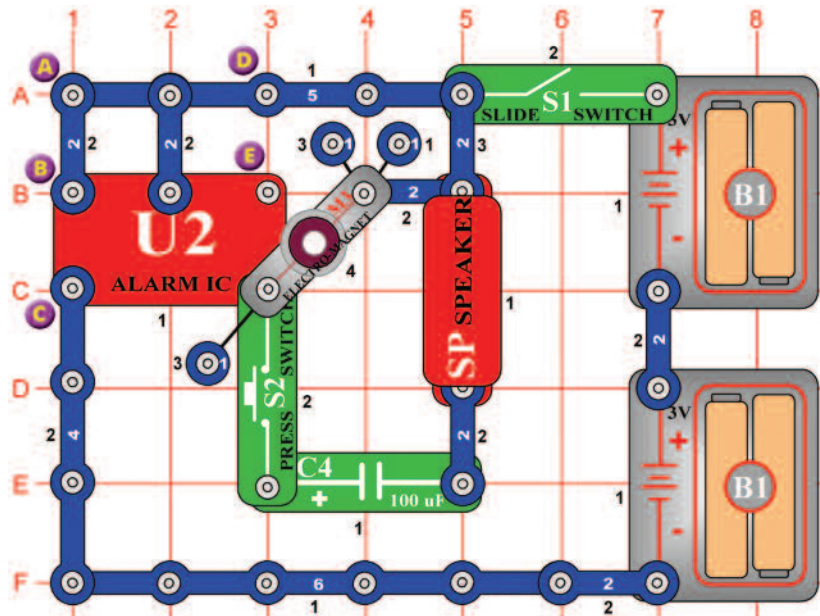 1 2 3 4 5 6 7 8
A D 1 2
A 5 S1
SLIDE SWITCH
2 2 2 2 2 3 3V
E 3 1 1 1 +
B B 2 1 B1
U2 M1 2
ELECTROMAGNET 4 -
C ALARM IC SP SPEAKER 1
C 1 2 2
3 1
D S2 PRESS SWITCH 2 3V
2 4 2 2 +
C4
E + 100 uF 1 B1
1 -
F 6 2
1 2